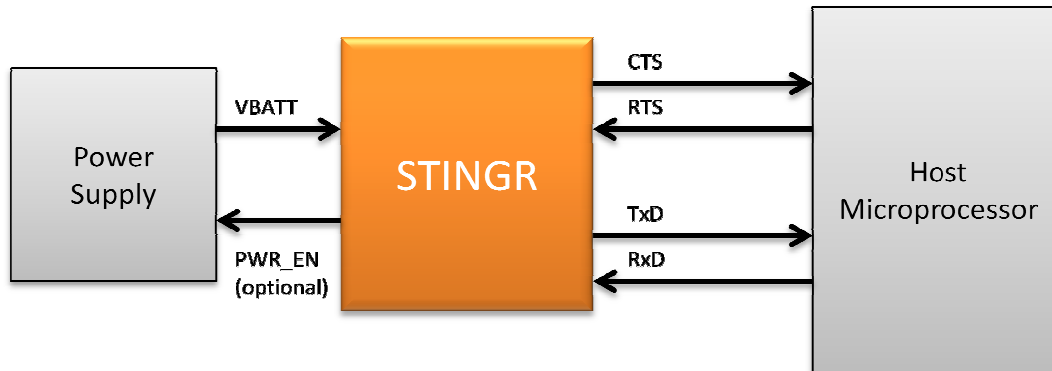 Power
Supply
VBATT
PWR_EN
(optional)
STINGR
CTS
RTS
TxD
RxD
Host
Microprocessor